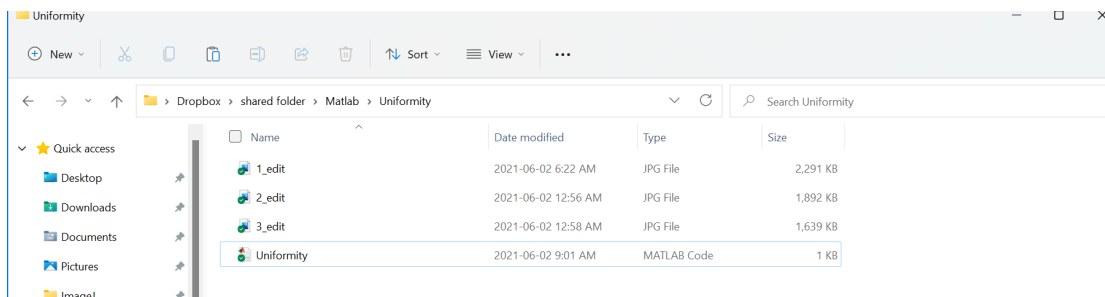 Uniformity
New Sort View
Dropbox > shared folder > Matlab > Uniformity Search Uniformity
Name Date modified Type Size
Quick access
1_edit 2021-06-02 6:22 AM JPG File 2,291 KB
Desktop
2_edit 2021-06-02 12:56 AM JPG File 1,892 KB
Downloads
3_edit 2021-06-02 12:58 AM JPG File 1,639 KB
Documents
Uniformity 2021-06-02 9:01 AM MATLAB Code 1 KB
Pictures
ImageJ